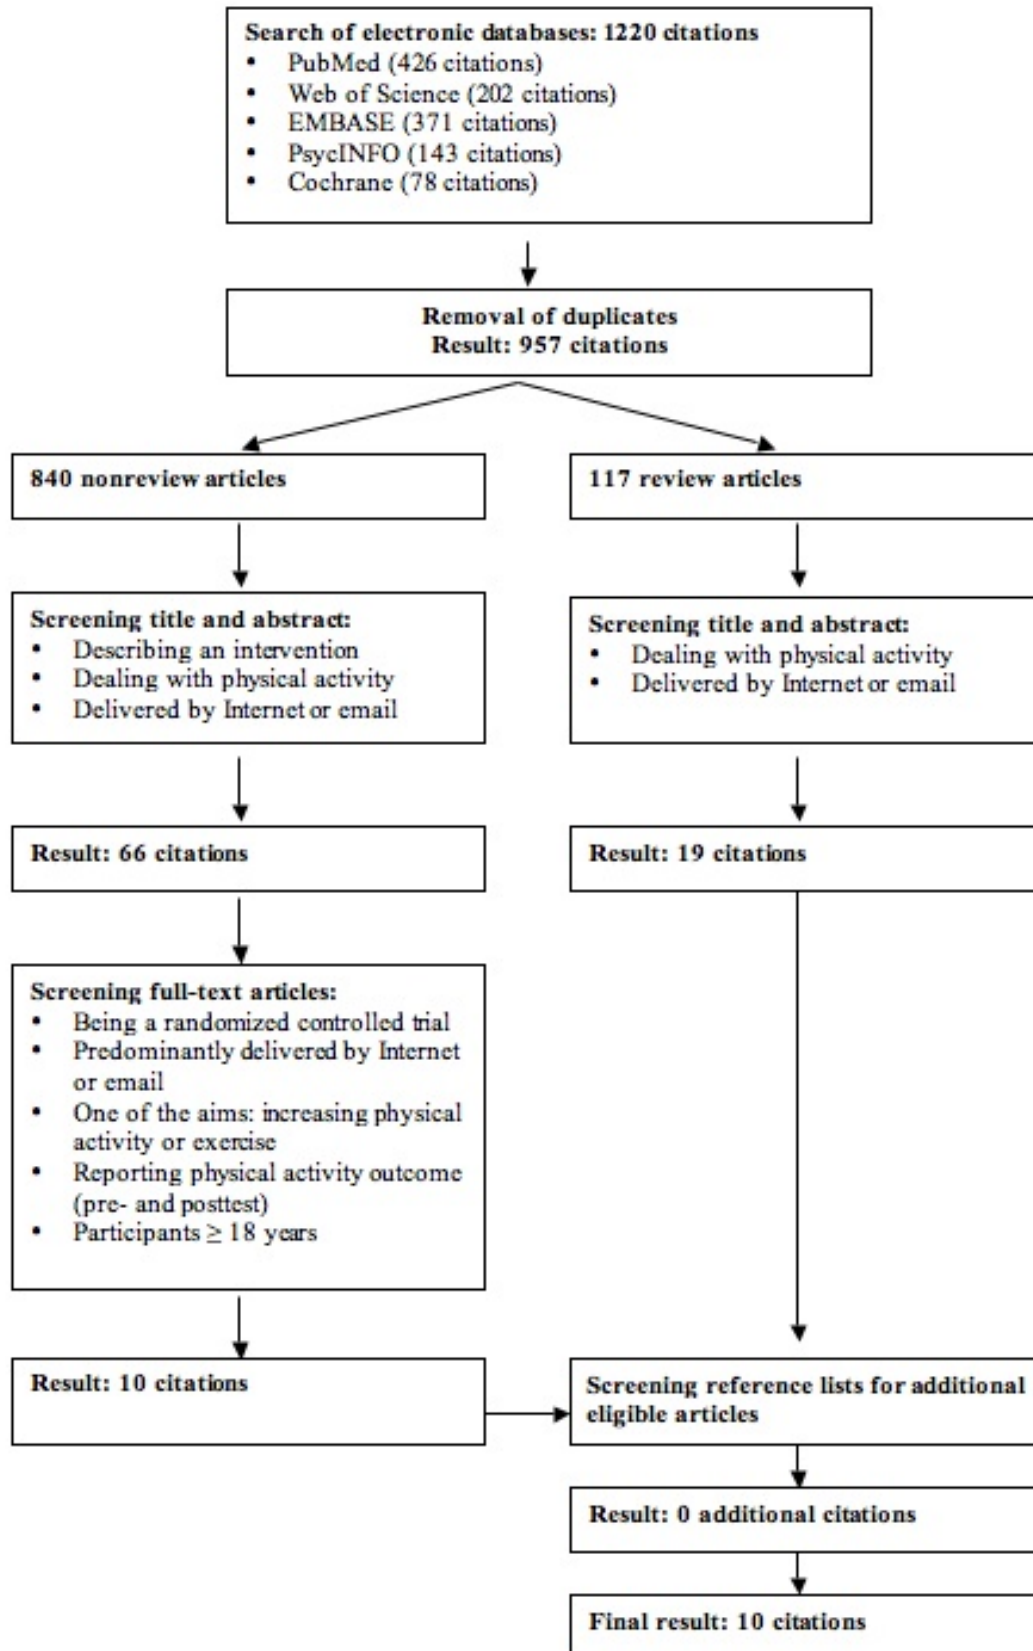 Search of electronic databases: 1220 citations
• PubMed (426 citations)
• Web of Science (202 citations)
• EMBASE (371 citations)
• PsycINFO (143 citations)
• Cochrane (78 citations)
Removal of duplicates
Result: 957 citations
840 nonreview articles
117 review articles
Screening title and abstract:
• Describing an intervention
• Dealing with physical activity
• Delivered by Internet or email
Screening title and abstract:
• Dealing with physical activity
• Delivered by Internet or email
Result: 66 citations
Result: 19 citations
Screening full-text articles:
• Being a randomized controlled trial
• Predominantly delivered by Internet
or email
• One of the aims: increasing physical
activity or exercise
• Reporting physical activity outcome
(pre- and posttest)
• Participants ≥ 18 years
Result: 10 citations
Screening reference lists for additional
eligible articles
Result: 0 additional citations
Final result: 10 citations